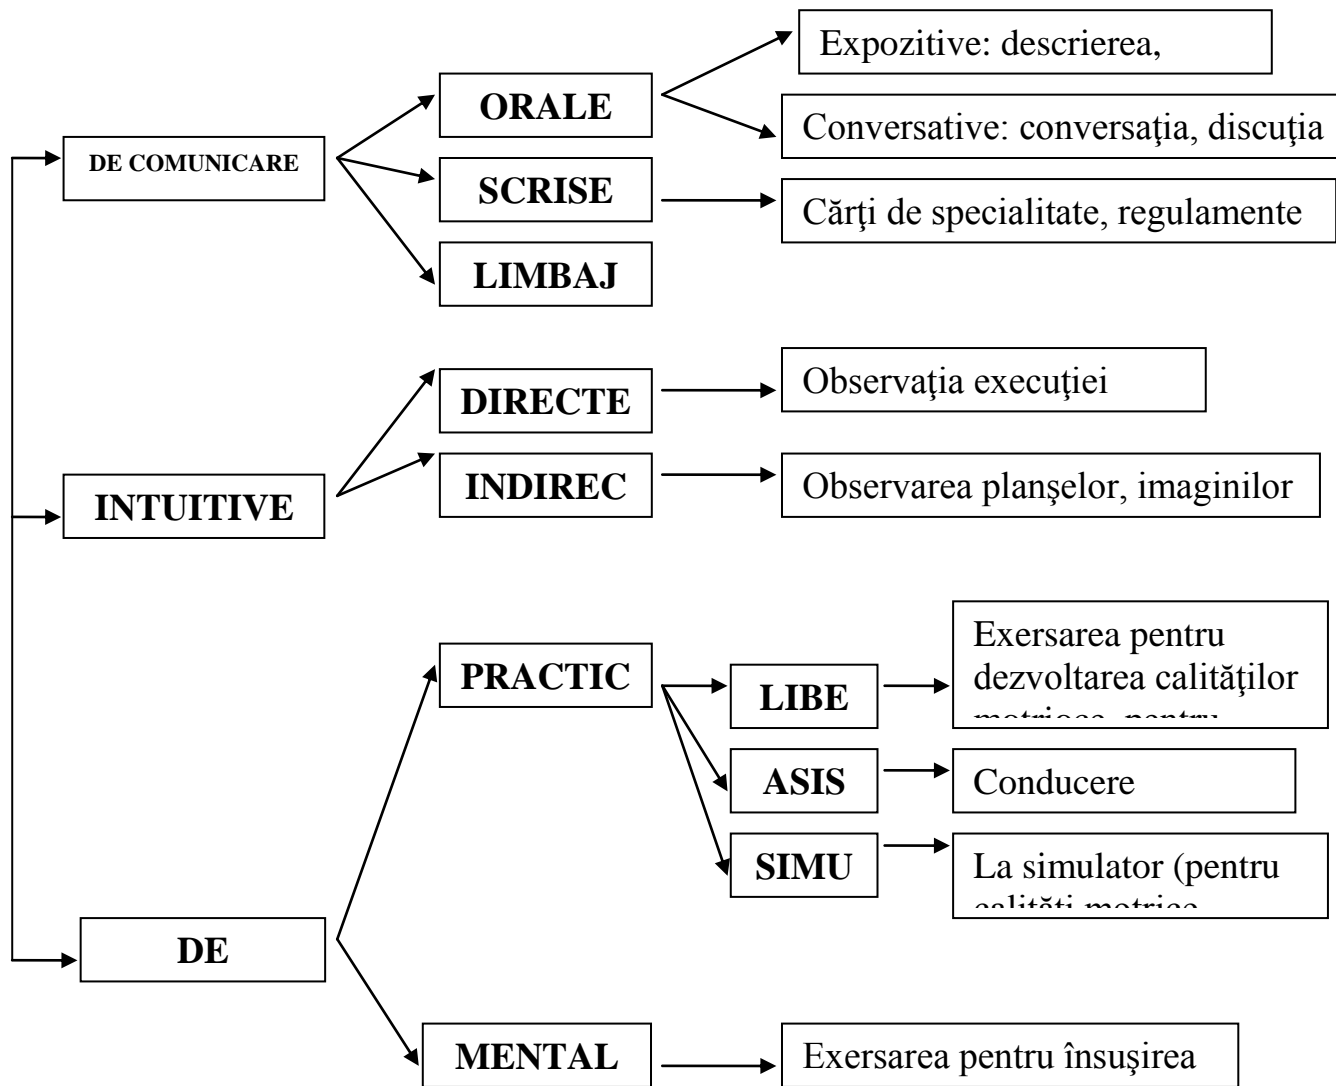 Expozitive: descrierea,
ORALE
Conversative: conversaţia, discuţia
DE COMUNICARE
SCRISE
Cărţi de specialitate, regulamente
LIMBAJ
Observaţia execuţiei
DIRECTE
INDIREC
Observarea planşelor, imaginilor
INTUITIVE
Exersarea pentru
dezvoltarea calităţilor
PRACTIC
LIBE
ASIS
Conducere
SIMU
La simulator (pentru
DE
MENTAL
Exersarea pentru însuşirea